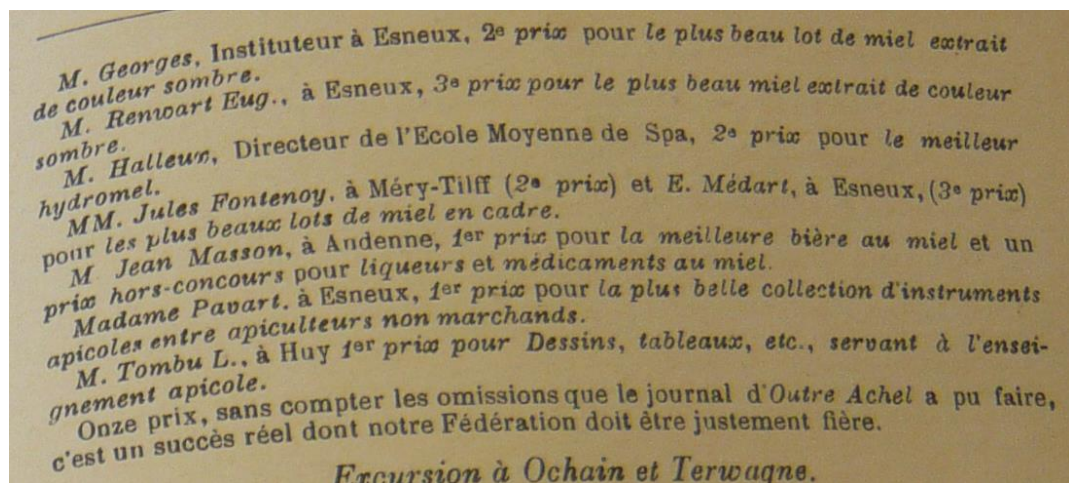 M. Georges, Instituteur à Esneux, 2e prix pour le plus beau lot de miel extrait
de couleur sombre.
M. Renwart Eug., à Esneux, 3e prix pour le plus beau miel extrait de couleur
sombre.
M. Halleux, Directeur de l'Ecole Moyenne de Spa, 2e prix pour le meilleur
hydromel.
MM. Jules Fontenoy, à Méry-Tilff (2e prix) et E. Médart, à Esneux, (3e prix)
pour les plus beaux lots de miel en cadre.
M Jean Masson, à Andenne, 1er prix pour la meilleure bière au miel et un
prix hors-concours pour liqueurs et médicaments au miel.
Madame Pavart. à Esneux, 1er prix pour la plus belle collection d'instruments
apicoles entre apiculteurs non marchands.
M. Tombu L., à Huy 1er prix pour Dessins, tableaux, etc., servant à l'ensei-
gnement apicole.
Onze prix, sans compter les omissions que le journal d'Outre Achel a pu faire,
c'est un succès réel dont notre Fédération doit être justement fière.
Excursion à Ochain et Terwagne.